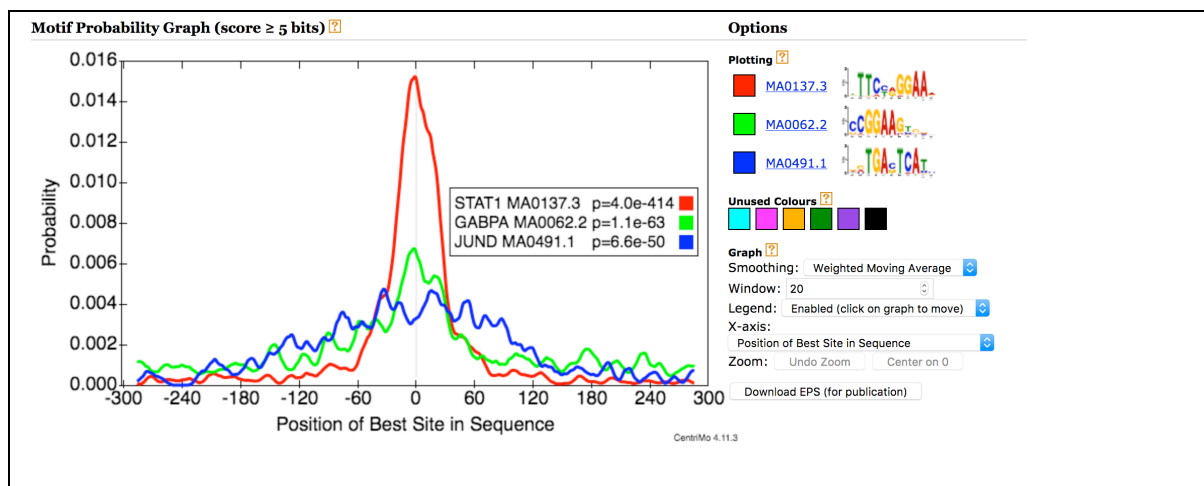 Motif Probability Graph (score ≥ 5 bits) ?
0.016
0.014
0.012
0.010
0.008
0.006
0.004
0.002
0.000
Probability
-300 -240 -180 -120 -60 0 60 120 180 240 300
Position of Best Site in Sequence
STAT1 MA0137.3 p=4.0e-414
GABPA MA0062.2 p=1.1e-63
JUND MA0491.1 p=6.6e-50
CentriMo 4.11.3
Options
Plotting ?
MA0137.3
MA0062.2
MA0491.1
Unused Colours ?
Graph ?
Smoothing: Weighted Moving Average
Window: 20
Legend: Enabled (click on graph to move)
X-axis:
Position of Best Site in Sequence
Zoom: Undo Zoom Center on 0
Download EPS (for publication)